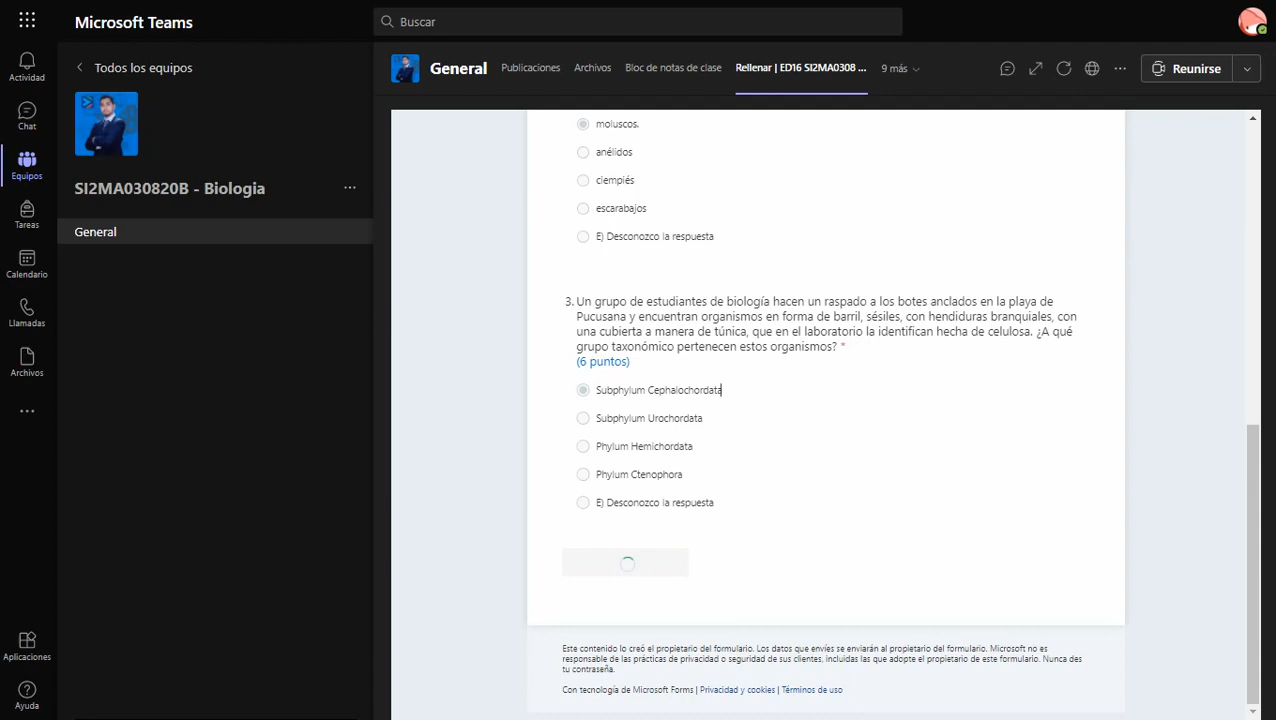 Microsoft Teams
Buscar
Actividad
Chat
Equipos
Tareas
Calendario
Llamadas
Archivos
Aplicaciones
Ayuda
Todos los equipos
SI2MA030820B - Biologia
General
General
Publicaciones
Archivos
Bloc de notas de clase
Rellenar | ED16 SI2MA0308 ...
9 más
Reunirse
moluscos.
anélidos
ciempiés
escarabajos
E) Desconozco la respuesta
3. Un grupo de estudiantes de biología hacen un raspado a los botes anclados en la playa de
Pucusana y encuentran organismos en forma de barril, sésiles, con hendiduras branquiales, con
una cubierta a manera de túnica, que en el laboratorio la identifican hecha de celulosa. ¿A qué
grupo taxonómico pertenecen estos organismos? *
(6 puntos)
Subphylum Cephalochordata
Subphylum Urochordata
Phylum Hemichordata
Phylum Ctenophora
E) Desconozco la respuesta
Este contenido lo creó el propietario del formulario. Los datos que envíes se enviarán al propietario del formulario. Microsoft no es
responsable de las prácticas de privacidad o seguridad de sus clientes, incluidas las que adopte el propietario de este formulario. Nunca des
tu contraseña.
Con tecnología de Microsoft Forms | Privacidad y cookies | Términos de uso